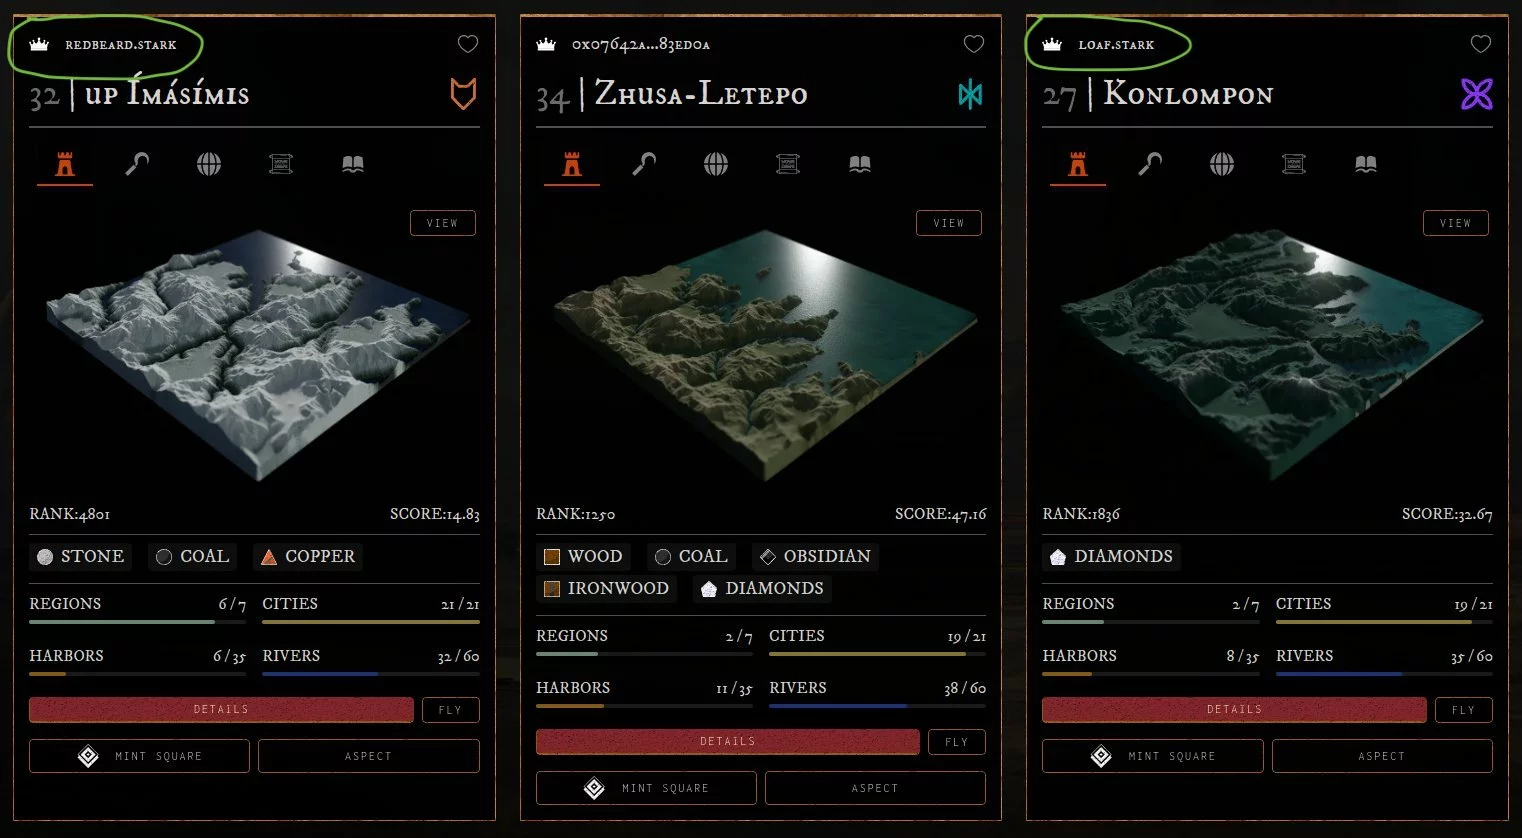 REDBEARD.STARK
32 | UP ÍMÁSÍMIS
VIEW
RANK:4801 SCORE:14.83
STONE COAL COPPER
REGIONS 6/7 CITIES 21/21
HARBORS 6/35 RIVERS 32/60
DETAILS FLY
MINT SQUARE ASPECT
0X07642A...83ED0A
34 | ZHUSA-LETEPO
VIEW
RANK:1250 SCORE:47.16
WOOD COAL OBSIDIAN
IRONWOOD DIAMONDS
REGIONS 2/7 CITIES 19/21
HARBORS 11/35 RIVERS 38/60
DETAILS FLY
MINT SQUARE ASPECT
LOAF.STARK
27 | KONLOMPON
VIEW
RANK:1836 SCORE:32.67
DIAMONDS
REGIONS 2/7 CITIES 19/21
HARBORS 8/35 RIVERS 35/60
DETAILS FLY
MINT SQUARE ASPECT